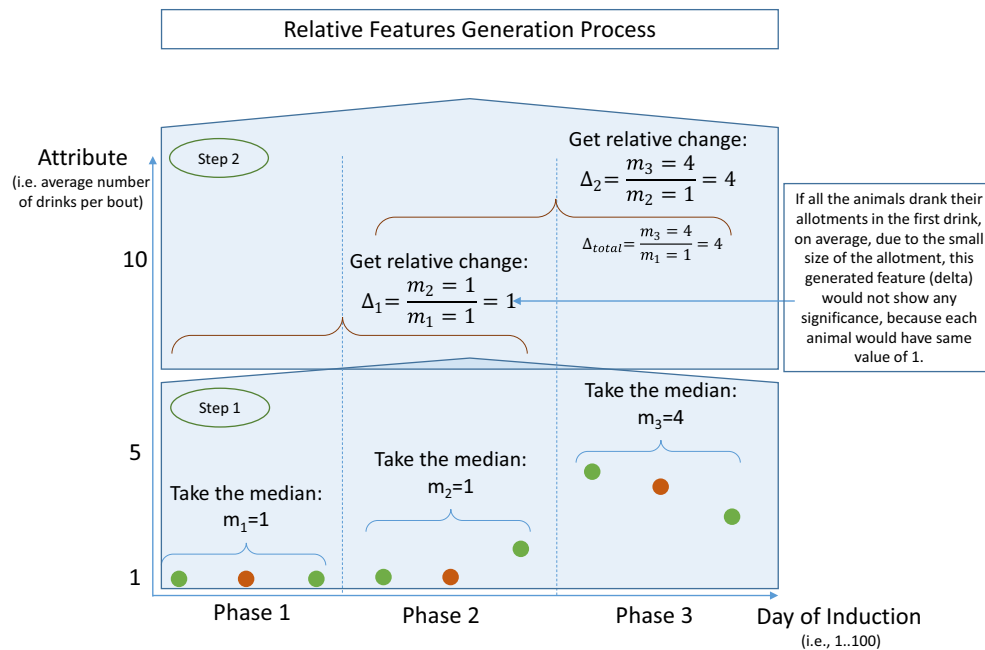 Relative Features Generation Process
Attribute
(i.e. average number
of drinks per bout)
Step 2
Get relative change:
Δ₂= m₃ = 4 / m₂ = 1 = 4
Δₜₒₜₐₗ= m₃ = 4 / m₁ = 1 = 4
If all the animals drank their
allotments in the first drink,
on average, due to the small
size of the allotment, this
generated feature (delta)
would not show any
significance, because each
animal would have same
value of 1.
10
Get relative change:
Δ₁= m₂ = 1 / m₁ = 1 = 1
Step 1
5
Take the median:
m₁=1
Take the median:
m₂=1
Take the median:
m₃=4
1
Phase 1
Phase 2
Phase 3
Day of Induction
(i.e., 1..100)